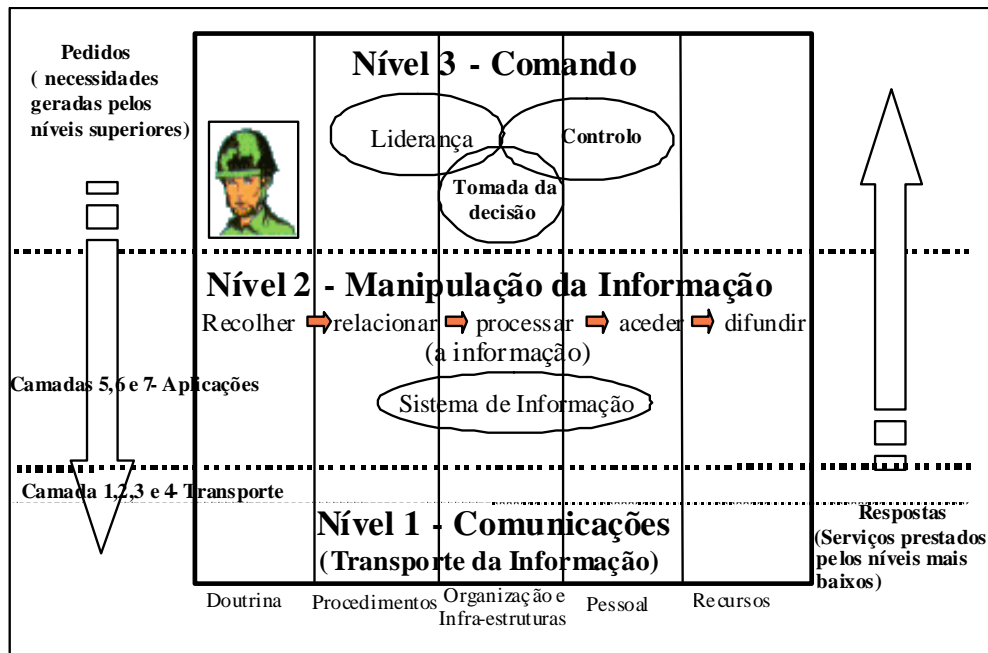 Pedidos
( necessidades
geradas pelos
níveis superiores)
Nível 3 - Comando
Liderança
Controlo
Tomada da
decisão
Nível 2 - Manipulação da Informação
Recolher relacionar processar aceder difundir
(a informação)
Camadas 5,6 e 7- Aplicações
Sistema de Informação
Camada 1,2,3 e 4- Transporte
Nível 1 - Comunicações
(Transporte da Informação)
Respostas
(Serviços prestados
pelos níveis mais
baixos)
Doutrina
Procedimentos
Organização e
Infra-estruturas
Pessoal
Recursos